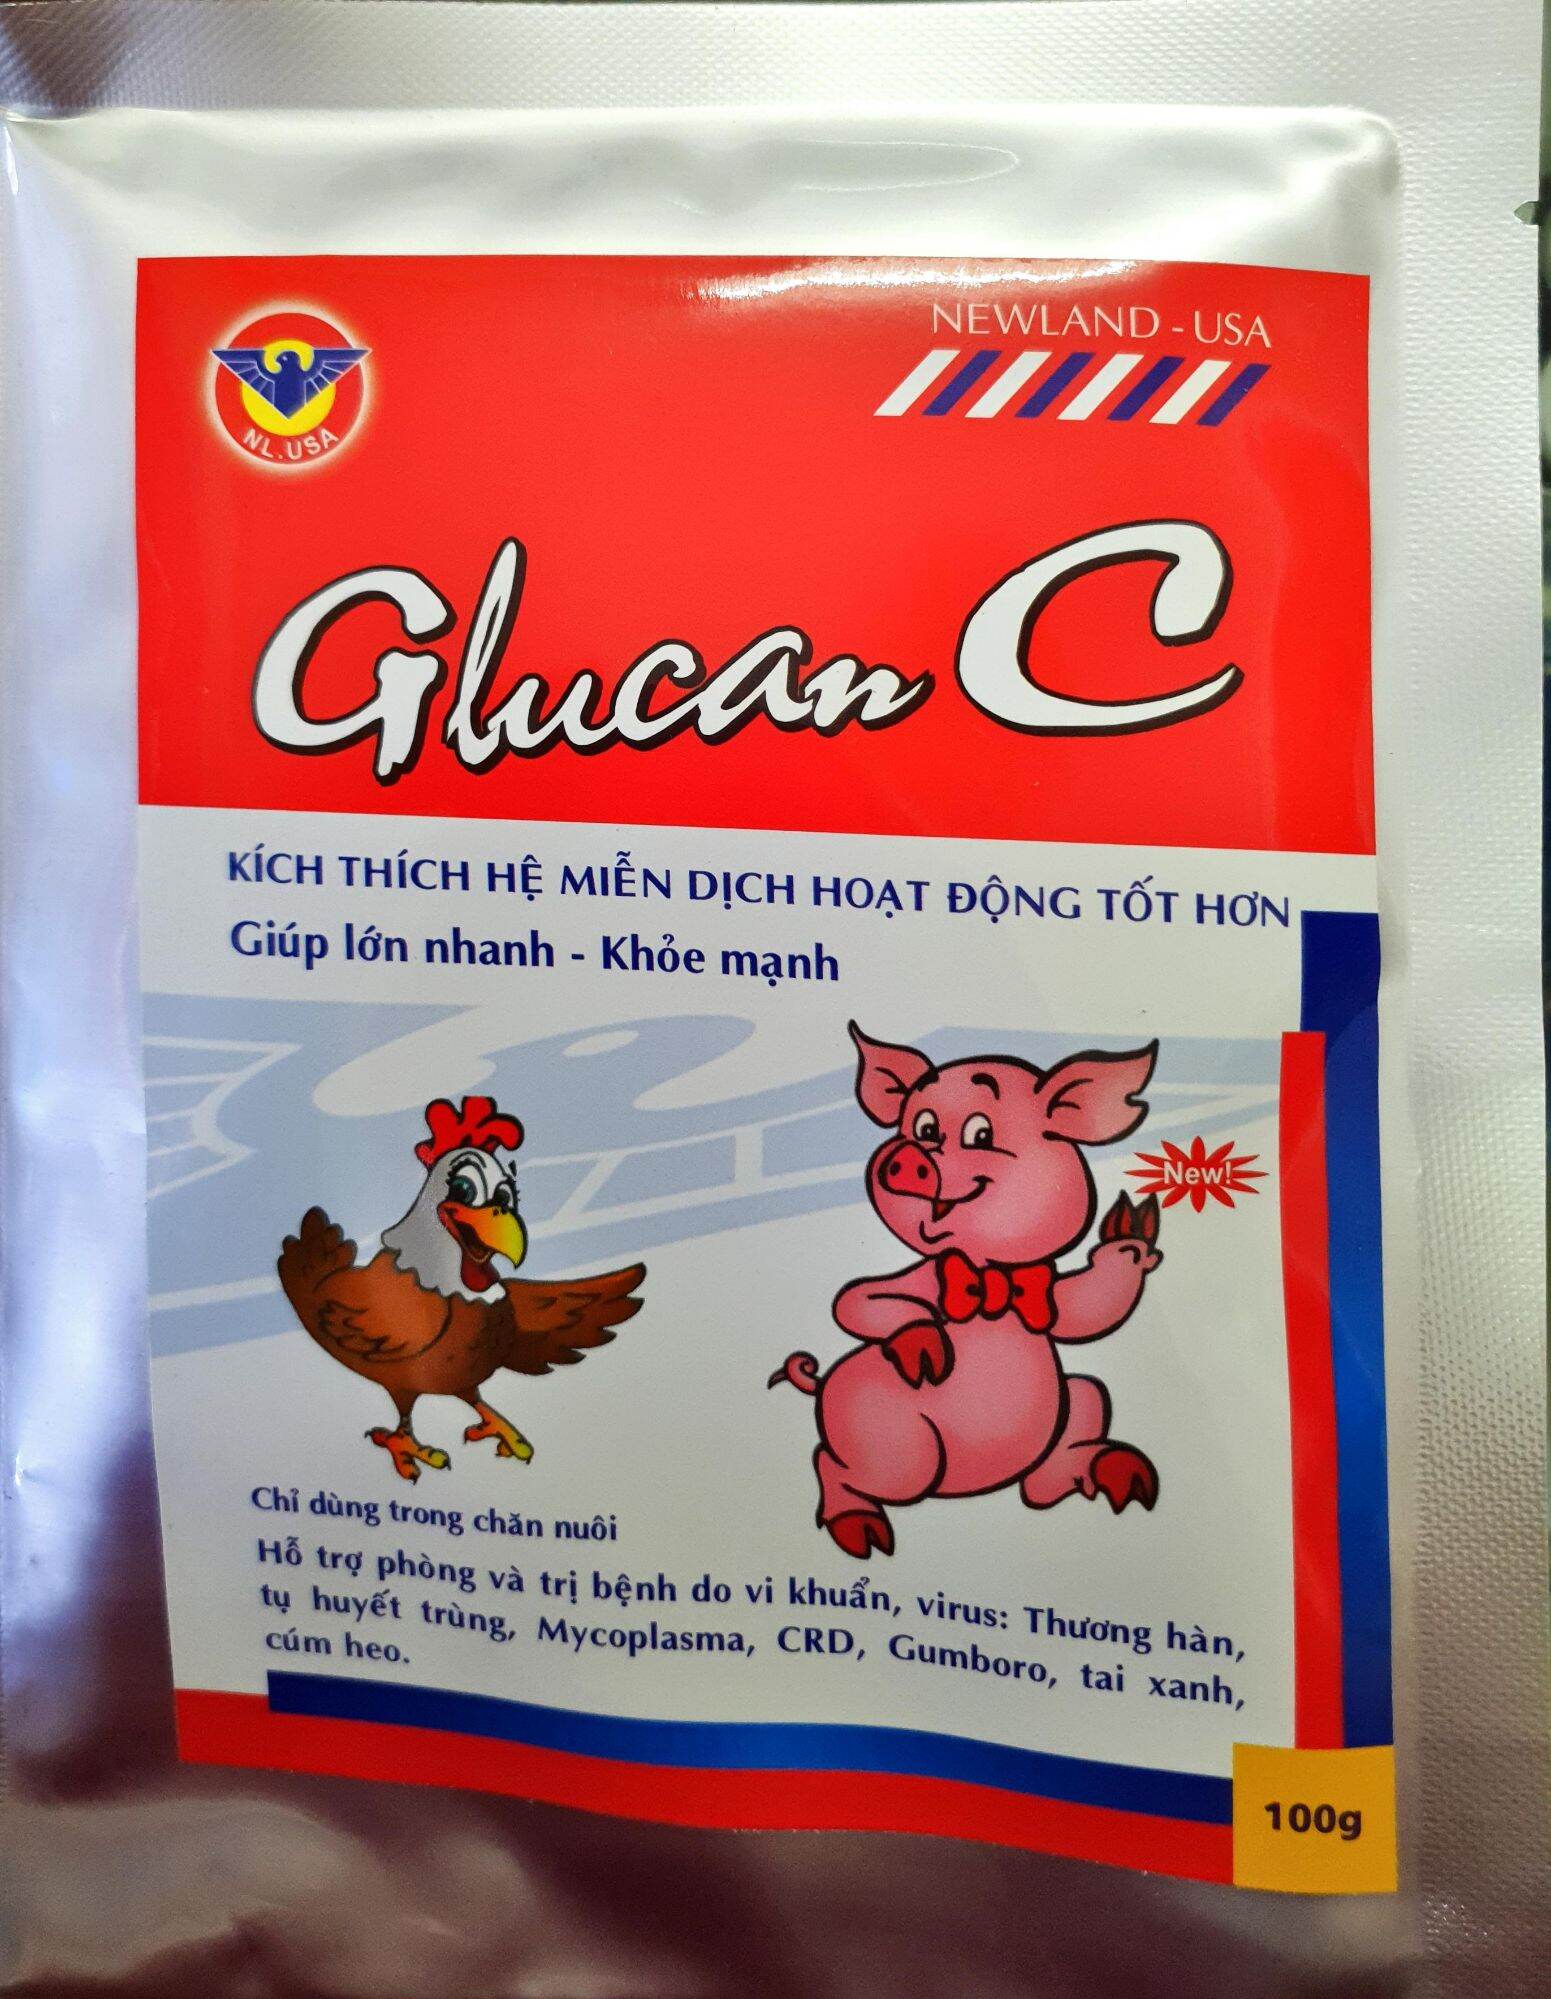 NL.USA
NEWLAND - USA
Glucan C
KÍCH THÍCH HỆ MIỄN DỊCH HOẠT ĐỘNG TỐT HƠN
Giúp lớn nhanh - Khỏe mạnh
New!
Chỉ dùng trong chăn nuôi
Hỗ trợ phòng và trị bệnh do vi khuẩn, virus: Thương hàn,
tụ huyết trùng, Mycoplasma, CRD, Gumboro, tai xanh,
cúm heo.
100g